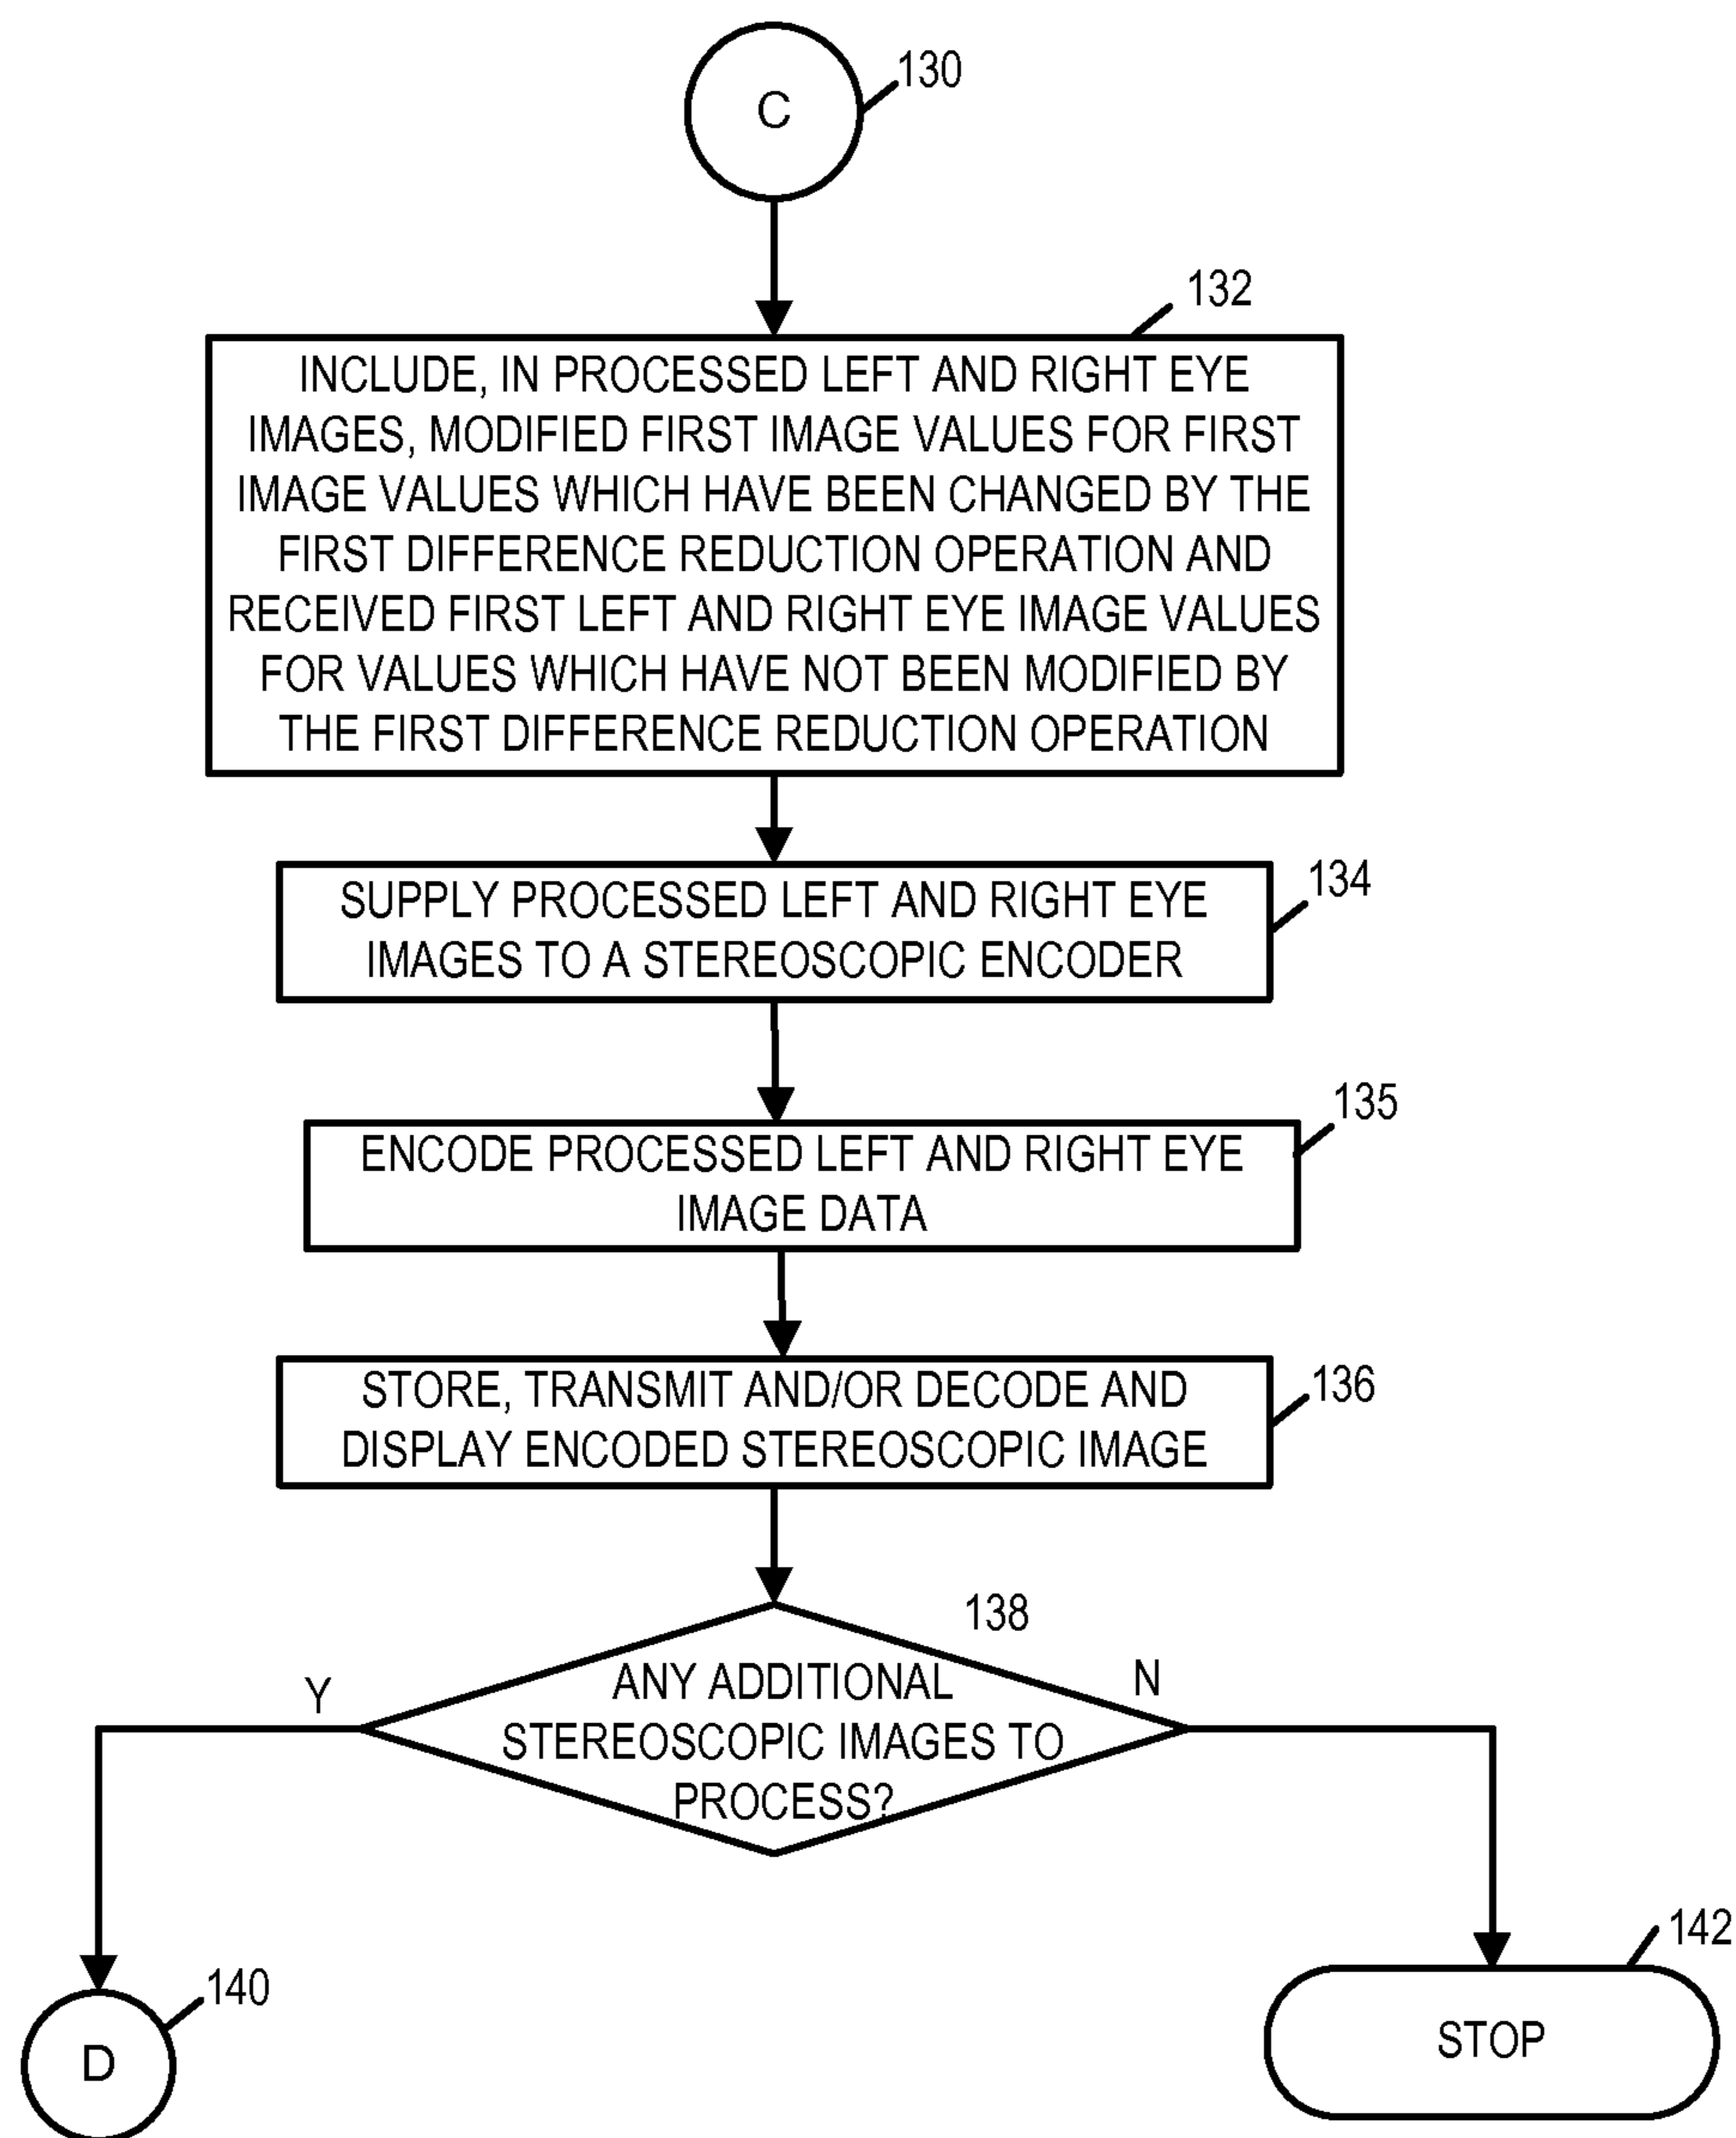 C
130
132
INCLUDE, IN PROCESSED LEFT AND RIGHT EYE
IMAGES, MODIFIED FIRST IMAGE VALUES FOR FIRST
IMAGE VALUES WHICH HAVE BEEN CHANGED BY THE
FIRST DIFFERENCE REDUCTION OPERATION AND
RECEIVED FIRST LEFT AND RIGHT EYE IMAGE VALUES
FOR VALUES WHICH HAVE NOT BEEN MODIFIED BY
THE FIRST DIFFERENCE REDUCTION OPERATION
134
SUPPLY PROCESSED LEFT AND RIGHT EYE
IMAGES TO A STEREOSCOPIC ENCODER
135
ENCODE PROCESSED LEFT AND RIGHT EYE
IMAGE DATA
136
STORE, TRANSMIT AND/OR DECODE AND
DISPLAY ENCODED STEREOSCOPIC IMAGE
138
ANY ADDITIONAL
STEREOSCOPIC IMAGES TO
PROCESS?
Y
N
140
D
142
STOP